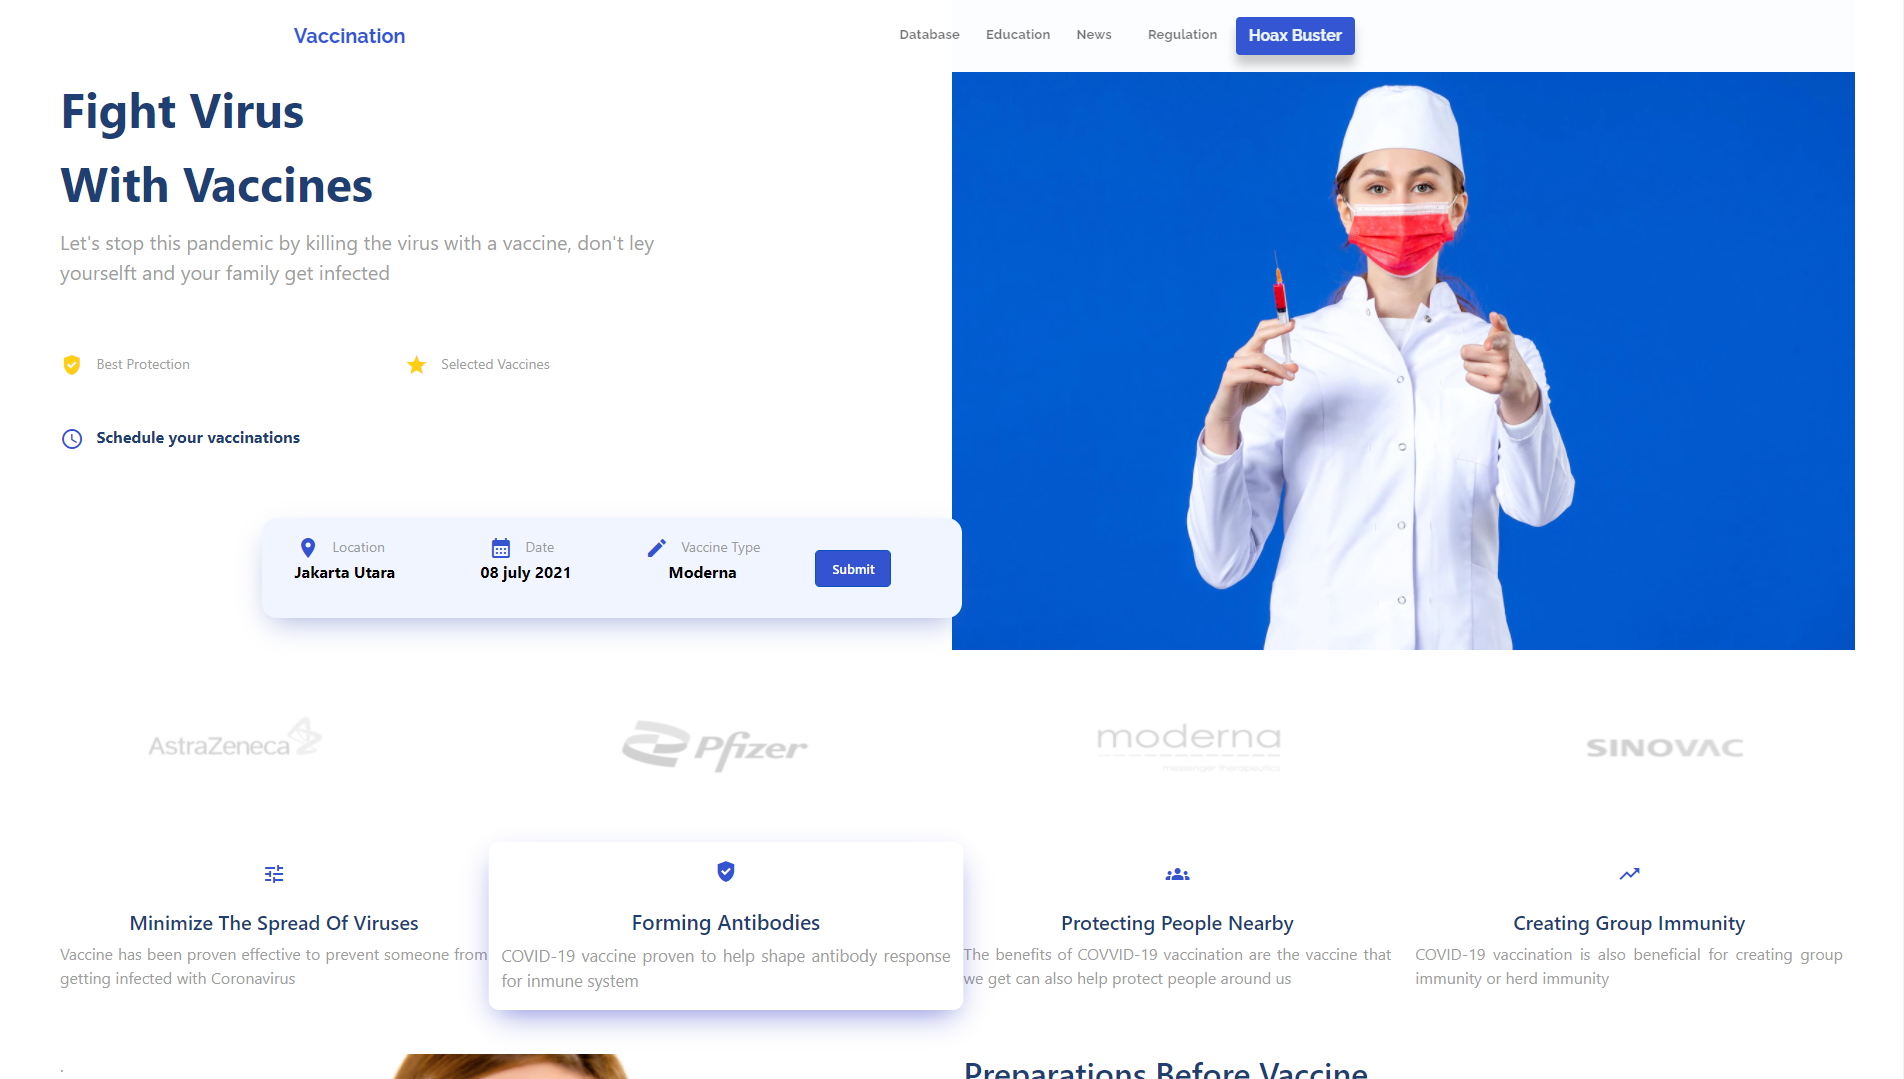 Vaccination
Database Education News Regulation Hoax Buster
Fight Virus
With Vaccines
Let's stop this pandemic by killing the virus with a vaccine, don't ley
yourselft and your family get infected
Best Protection
Selected Vaccines
Schedule your vaccinations
Location
Jakarta Utara
Date
08 july 2021
Vaccine Type
Moderna
Submit
AstraZeneca
Pfizer
moderna
messenger therapeutics
SINOVAC
Minimize The Spread Of Viruses
Vaccine has been proven effective to prevent someone from
getting infected with Coronavirus
Forming Antibodies
COVID-19 vaccine proven to help shape antibody response
for inmune system
Protecting People Nearby
The benefits of COVVID-19 vaccination are the vaccine that
we get can also help protect people around us
Creating Group Immunity
COVID-19 vaccination is also beneficial for creating group
immunity or herd immunity
.
Preparations Before Vaccine